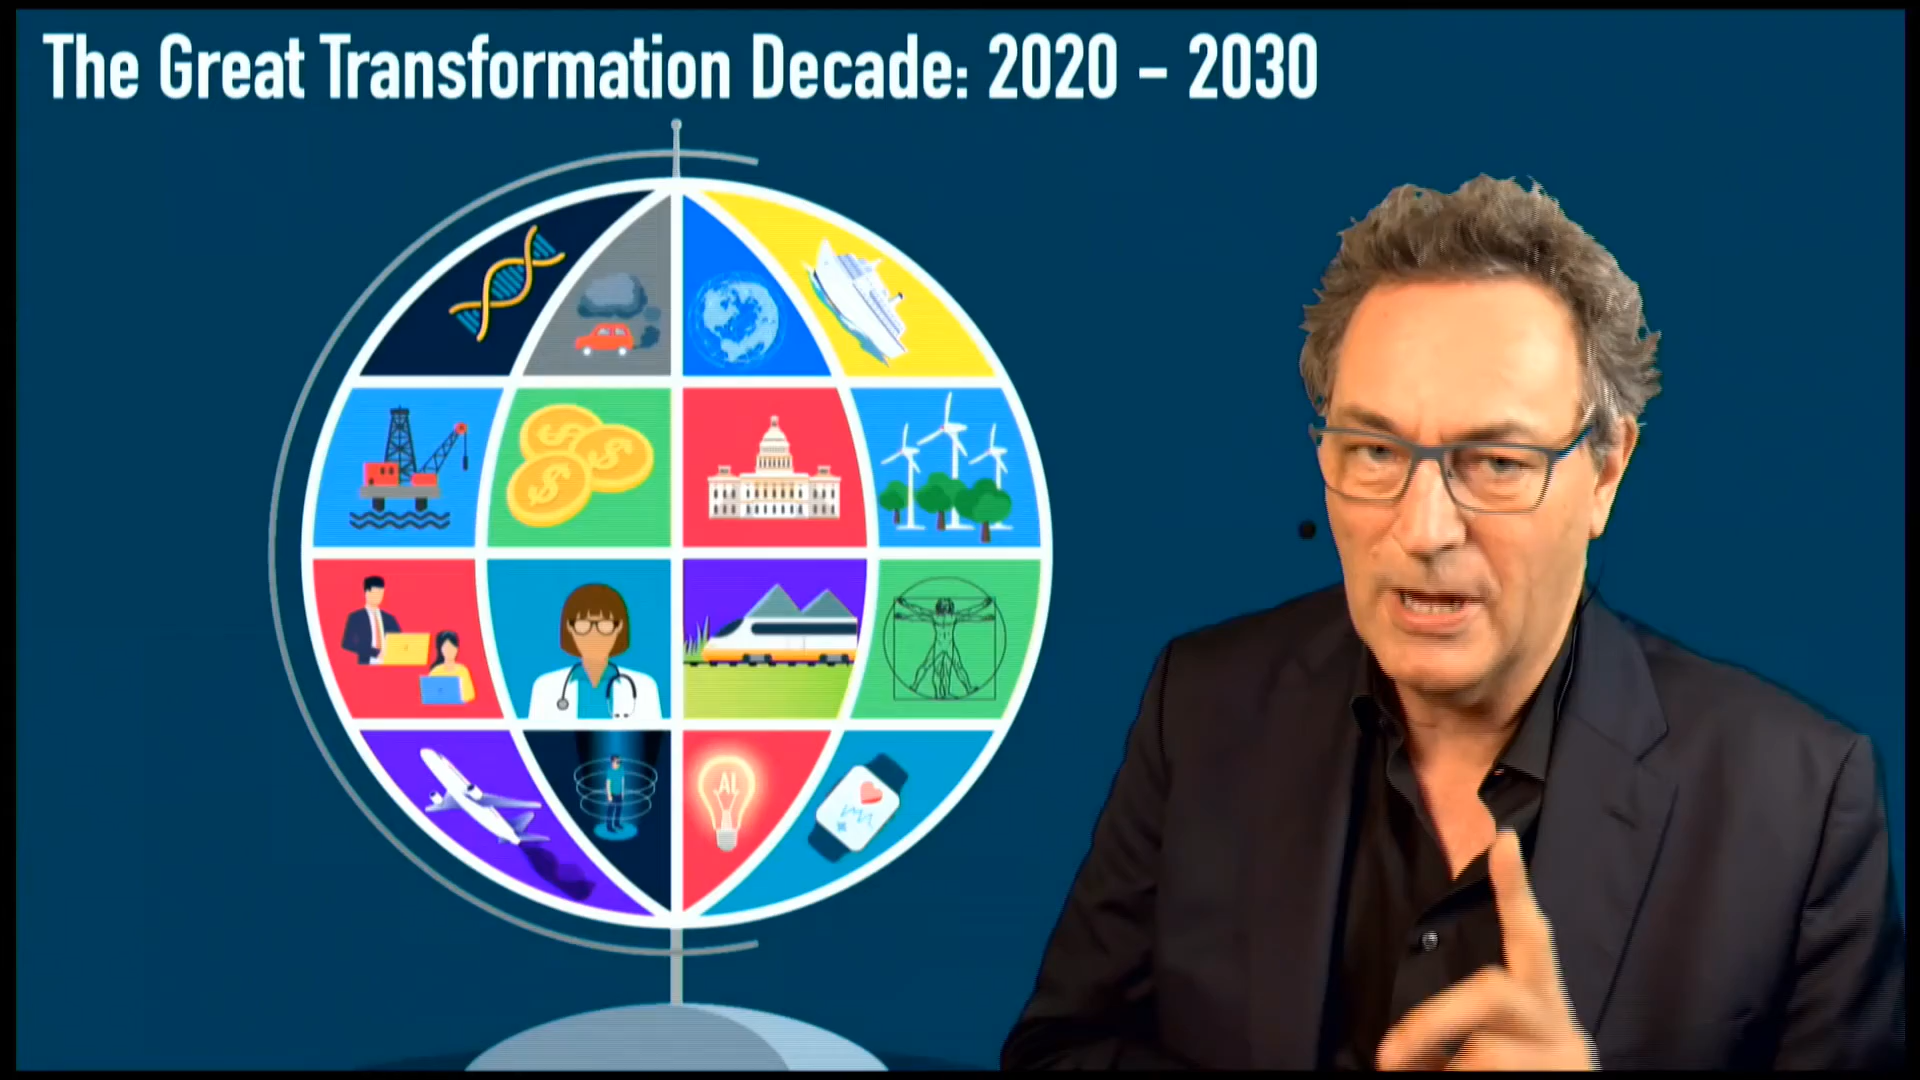 The Great Transformation Decade: 2020 – 2030
$
$
$
AI